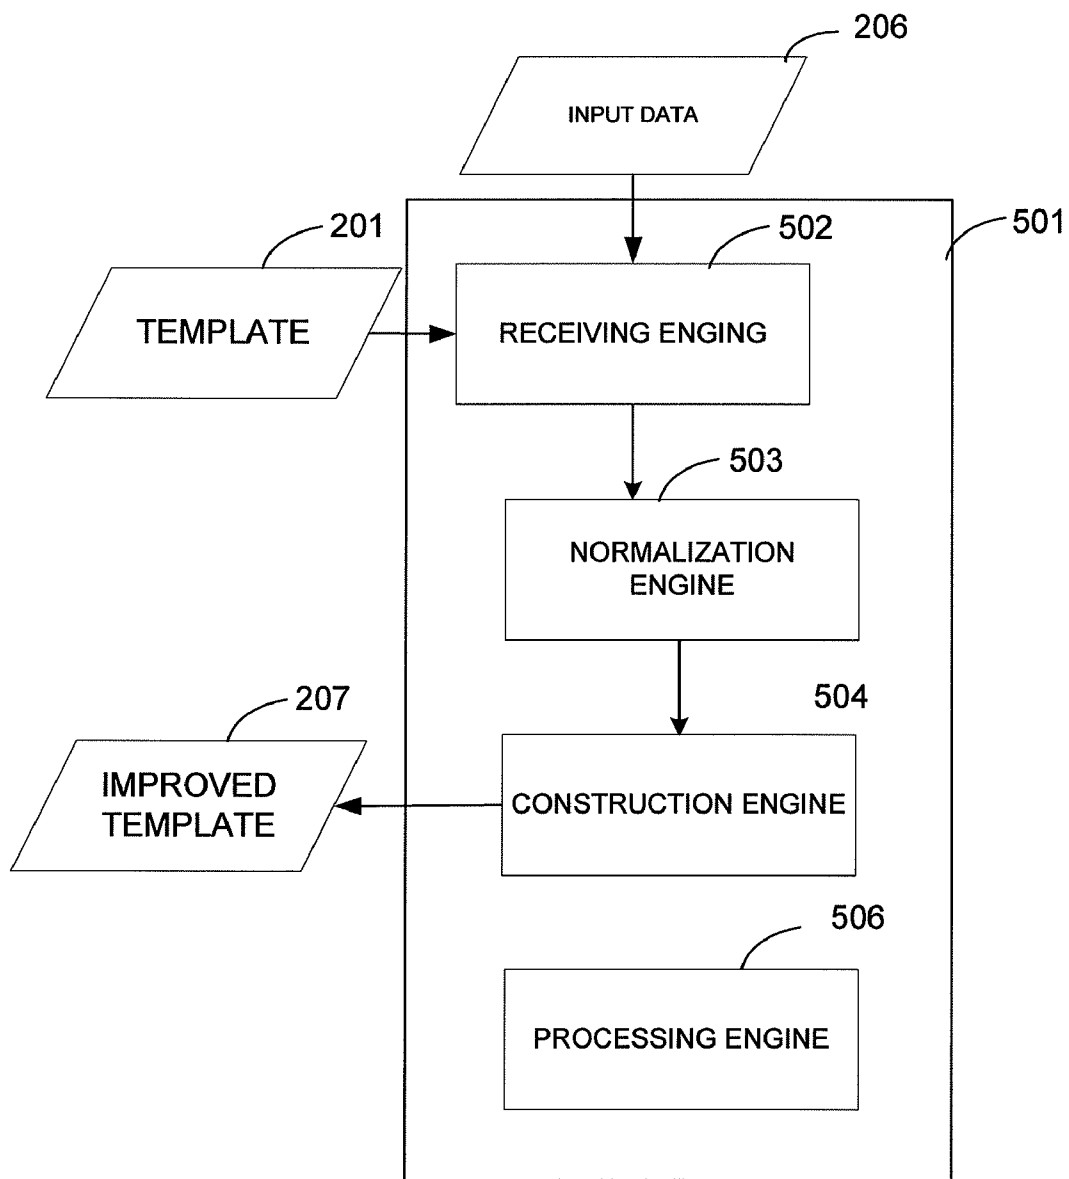 206
INPUT DATA
201
502
501
TEMPLATE
RECEIVING ENGING
503
NORMALIZATION
ENGINE
504
207
IMPROVED
TEMPLATE
CONSTRUCTION ENGINE
506
PROCESSING ENGINE